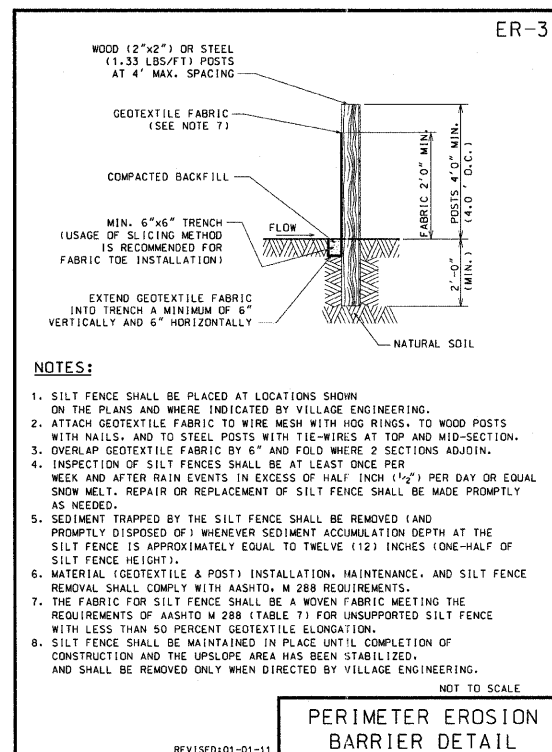 ER-3
WOOD (2"x2") OR STEEL
(1.33 LBS/FT) POSTS
AT 4' MAX. SPACING
GEOTEXTILE FABRIC
(SEE NOTE 7)
COMPACTED BACKFILL
MIN. 6"x6" TRENCH
(USAGE OF SLICING METHOD
IS RECOMMENDED FOR
FABRIC TOE INSTALLATION)
EXTEND GEOTEXTILE FABRIC
INTO TRENCH A MINIMUM OF 6"
VERTICALLY AND 6" HORIZONTALLY
FLOW
FABRIC 2'0" MIN.
POSTS 4'0" MIN.
(4.0 ' O.C.)
2'-0"
(MIN.)
NATURAL SOIL
NOTES:
1. SILT FENCE SHALL BE PLACED AT LOCATIONS SHOWN
ON THE PLANS AND WHERE INDICATED BY VILLAGE ENGINEERING.
2. ATTACH GEOTEXTILE FABRIC TO WIRE MESH WITH HOG RINGS, TO WOOD POSTS
WITH NAILS, AND TO STEEL POSTS WITH TIE-WIRES AT TOP AND MID-SECTION.
3. OVERLAP GEOTEXTILE FABRIC BY 6" AND FOLD WHERE 2 SECTIONS ADJOIN.
4. INSPECTION OF SILT FENCES SHALL BE AT LEAST ONCE PER
WEEK AND AFTER RAIN EVENTS IN EXCESS OF HALF INCH (1/2") PER DAY OR EQUAL
SNOW MELT. REPAIR OR REPLACEMENT OF SILT FENCE SHALL BE MADE PROMPTLY
AS NEEDED.
5. SEDIMENT TRAPPED BY THE SILT FENCE SHALL BE REMOVED (AND
PROMPTLY DISPOSED OF) WHENEVER SEDIMENT ACCUMULATION DEPTH AT THE
SILT FENCE IS APPROXIMATELY EQUAL TO TWELVE (12) INCHES (ONE-HALF OF
SILT FENCE HEIGHT).
6. MATERIAL (GEOTEXTILE & POST) INSTALLATION, MAINTENANCE, AND SILT FENCE
REMOVAL SHALL COMPLY WITH AASHTO, M 288 REQUIREMENTS.
7. THE FABRIC FOR SILT FENCE SHALL BE A WOVEN FABRIC MEETING THE
REQUIREMENTS OF AASHTO M 288 (TABLE 7) FOR UNSUPPORTED SILT FENCE
WITH LESS THAN 50 PERCENT GEOTEXTILE ELONGATION.
8. SILT FENCE SHALL BE MAINTAINED IN PLACE UNTIL COMPLETION OF
CONSTRUCTION AND THE UPSLOPE AREA HAS BEEN STABILIZED,
AND SHALL BE REMOVED ONLY WHEN DIRECTED BY VILLAGE ENGINEERING.
NOT TO SCALE
PERIMETER EROSION
BARRIER DETAIL
REVISED:01-01-11